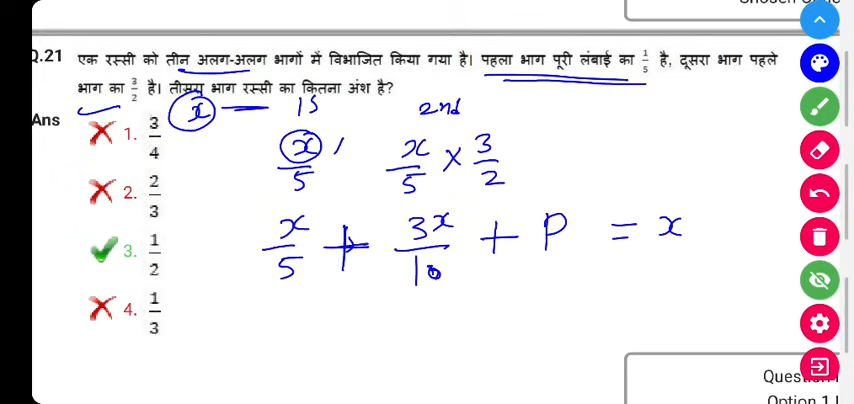 Q.21 एक रस्सी को तीन अलग-अलग भागों में विभाजित किया गया है। पहला भाग पूरी लंबाई का 1/5 है, दूसरा भाग पहले
भाग का 3/2 है। तीसरा भाग रस्सी का कितना अंश है?
x 1s 2nd
Ans
1. 3/4
x/5, x/5 × 3/2
2. 2/3
x/5 + 3x/10 + P = x
3. 1/2
4. 1/3
Option 1 I